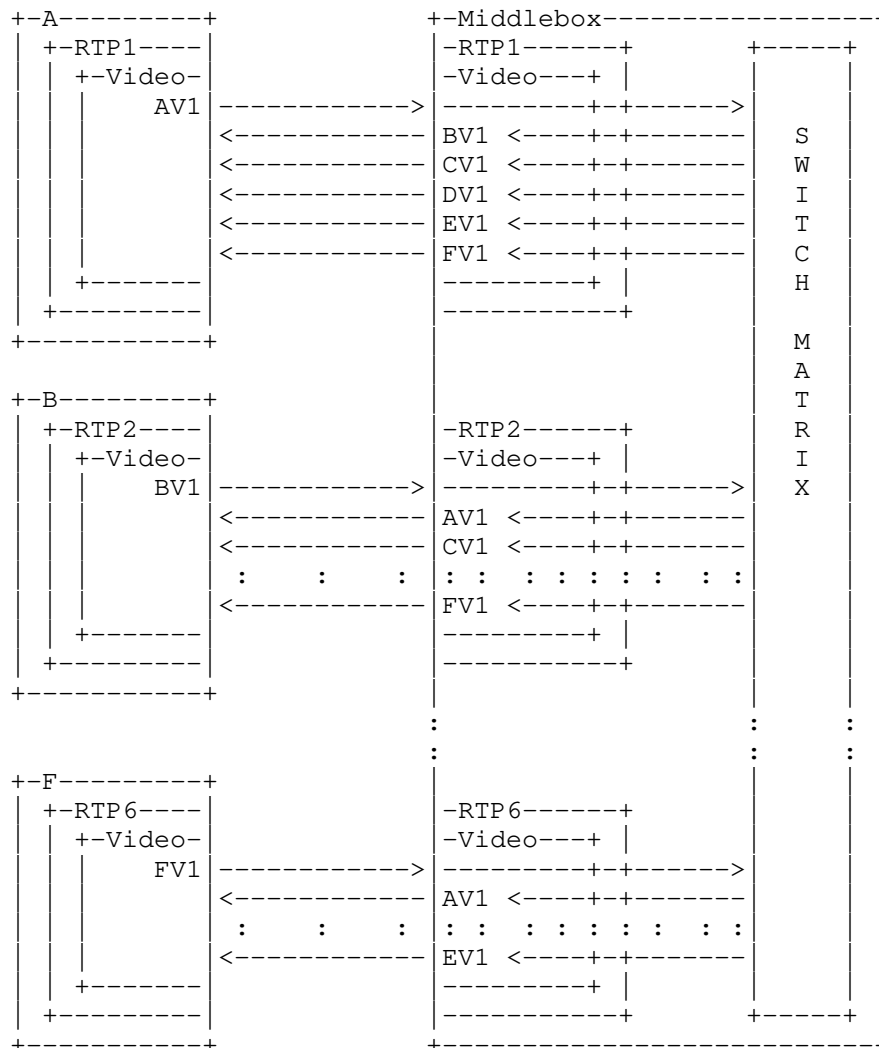 +-A---------+             +-Middlebox-----------------
| +-RTP1----|             |-RTP1------+       +-----+
| | +-Video-|             |-Video---+ |       |     |
| | |    AV1|------------>|---------+-+------>|     |
| | |       |<------------|BV1 <----+-+-------|  S  |
| | |       |<------------|CV1 <----+-+-------|  W  |
| | |       |<------------|DV1 <----+-+-------|  I  |
| | |       |<------------|EV1 <----+-+-------|  T  |
| | |       |<------------|FV1 <----+-+-------|  C  |
| | +-------|             |---------+ |       |  H  |
| +---------|             |-----------+       |     |
+-----------+             |                   |  M  |
                          |                   |  A  |
+-B---------+             |                   |  T  |
| +-RTP2----|             |-RTP2------+       |  R  |
| | +-Video-|             |-Video---+ |       |  I  |
| | |    BV1|------------>|---------+-+------>|  X  |
| | |       |<------------|AV1 <----+-+-------|     |
| | |       |<------------|CV1 <----+-+-------|     |
| | |       | :    :    : |: :  : : : : :  : :|     |
| | |       |<------------|FV1 <----+-+-------|     |
| | +-------|             |---------+ |       |     |
| +---------|             |-----------+       |     |
+-----------+             |                   |     |
                          :                   :     :
                          :                   :     :
+-F---------+             |                   |     |
| +-RTP6----|             |-RTP6------+       |     |
| | +-Video-|             |-Video---+ |       |     |
| | |    FV1|------------>|---------+-+------>|     |
| | |       |<------------|AV1 <----+-+-------|     |
| | |       | :    :    : |: :  : : : : :  : :|     |
| | |       |<------------|EV1 <----+-+-------|     |
| | +-------|             |---------+ |       |     |
| +---------|             |-----------+       +-----+
+-----------+             +---------------------------